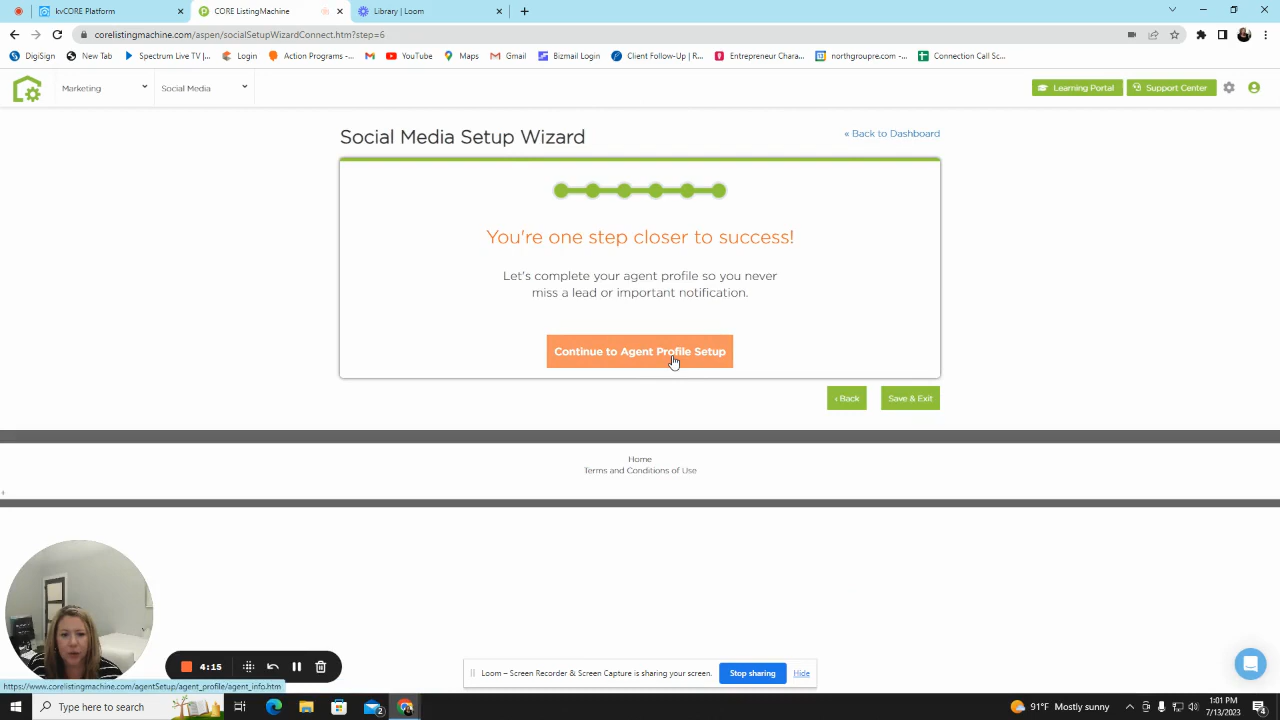 kvCORE Platform
CORE ListingMachine
Library | Loom
corelistingmachine.com/aspen/socialSetupWizardConnect.htm?step=6
DigiSign
New Tab
Spectrum Live TV |...
Login
Action Programs -...
YouTube
Maps
Gmail
Bizmail Login
Client Follow-Up | R...
Entrepreneur Chara...
northgroupre.com -...
Connection Call Sc...
Marketing
Social Media
Learning Portal
Support Center
Social Media Setup Wizard
« Back to Dashboard
You're one step closer to success!
Let's complete your agent profile so you never
miss a lead or important notification.
Continue to Agent Profile Setup
‹ Back
Save & Exit
Home
Terms and Conditions of Use
4:15
Loom – Screen Recorder & Screen Capture is sharing your screen.
Stop sharing
Hide
https://www.corelistingmachine.com/agentSetup/agent_profile/agent_info.htm
Type here to search
2
91°F Mostly sunny
1:01 PM
7/13/2023
4